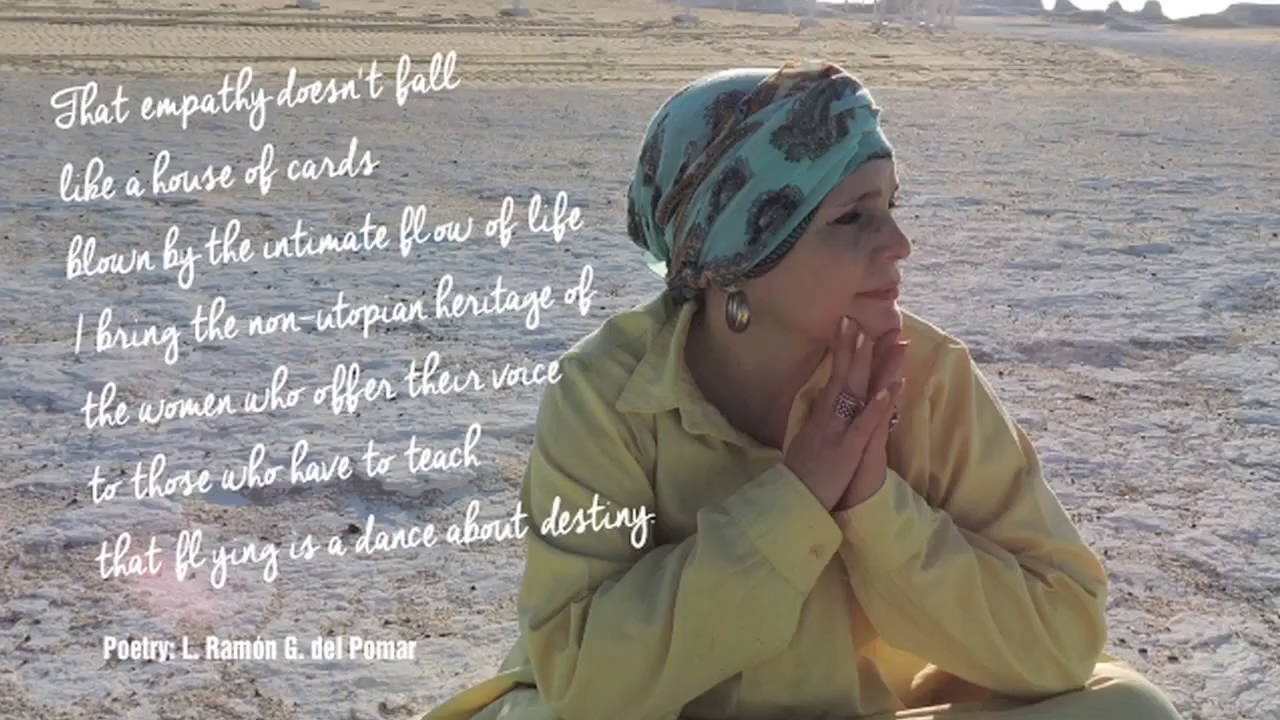 That empathy doesn't fall
like a house of cards
blown by the intimate flow of life
I bring the non-utopian heritage of
the women who offer their voice
to those who have to teach
that flying is a dance about destiny.
Poetry: L. Ramón G. del Pomar